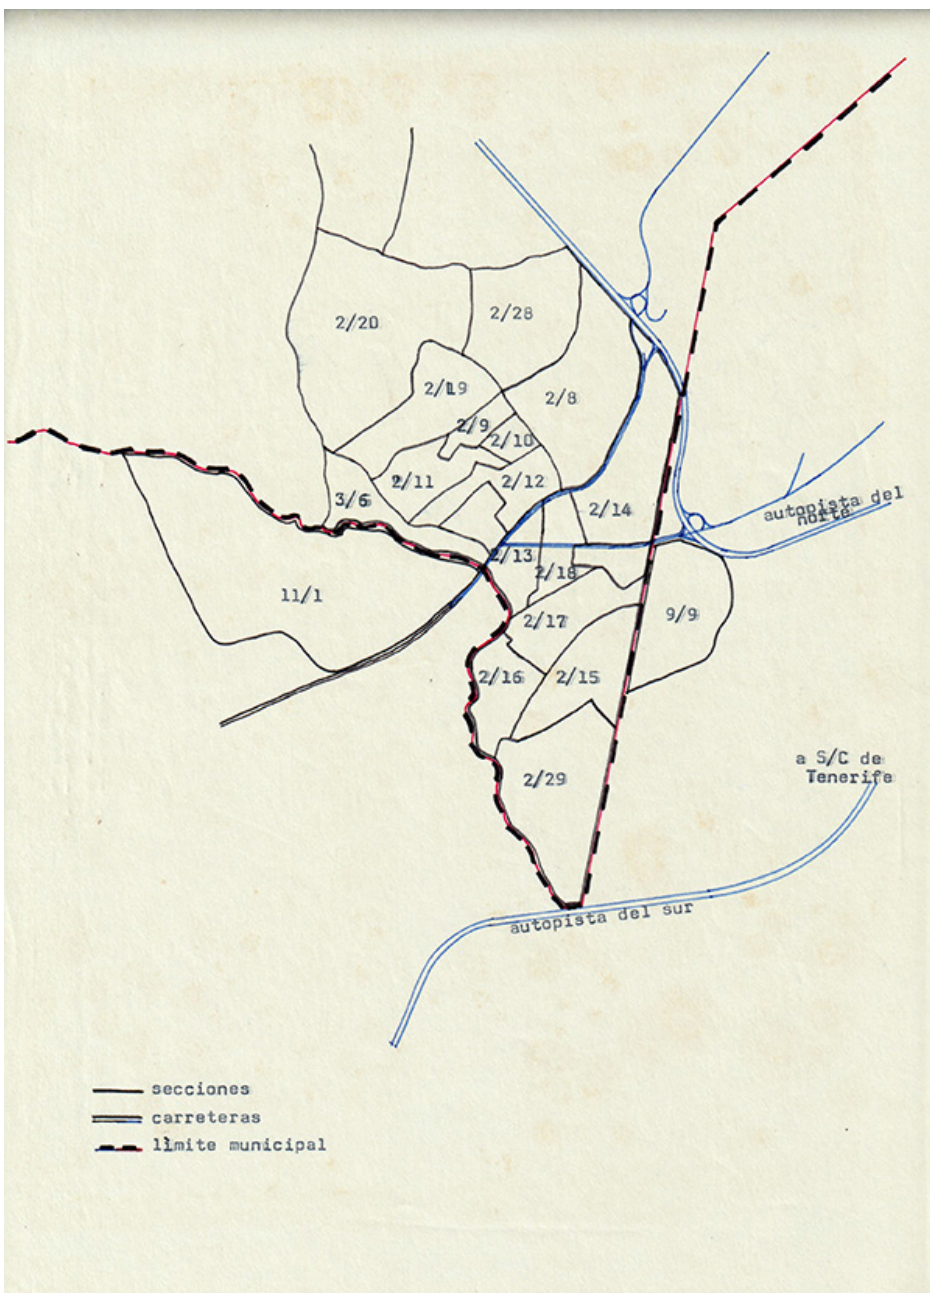 2/20
2/28
2/19
2/8
2/9
2/10
2/11
2/12
3/6
2/14
autopista del
norte
2/13
2/18
11/1
2/17
9/9
2/16
2/15
2/29
a S/C de
Tenerife
autopista del sur
secciones
carreteras
lìmite municipal